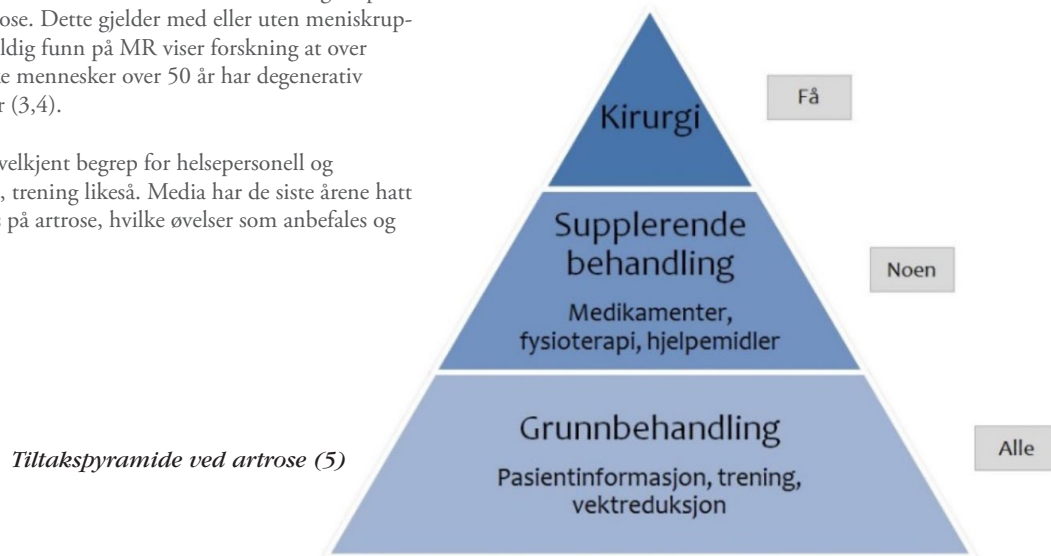 ose. Dette gjelder med eller uten meniskrup-
ldig funn på MR viser forskning at over
e mennesker over 50 år har degenerativ
r (3,4).
velkjent begrep for helsepersonell og
, trening likeså. Media har de siste årene hatt
på artrose, hvilke øvelser som anbefales og
Tiltakspyramide ved artrose (5)
Kirurgi
Få
Supplerende
behandling
Medikamenter,
fysioterapi, hjelpemidler
Noen
Grunnbehandling
Pasientinformasjon, trening,
vektreduksjon
Alle